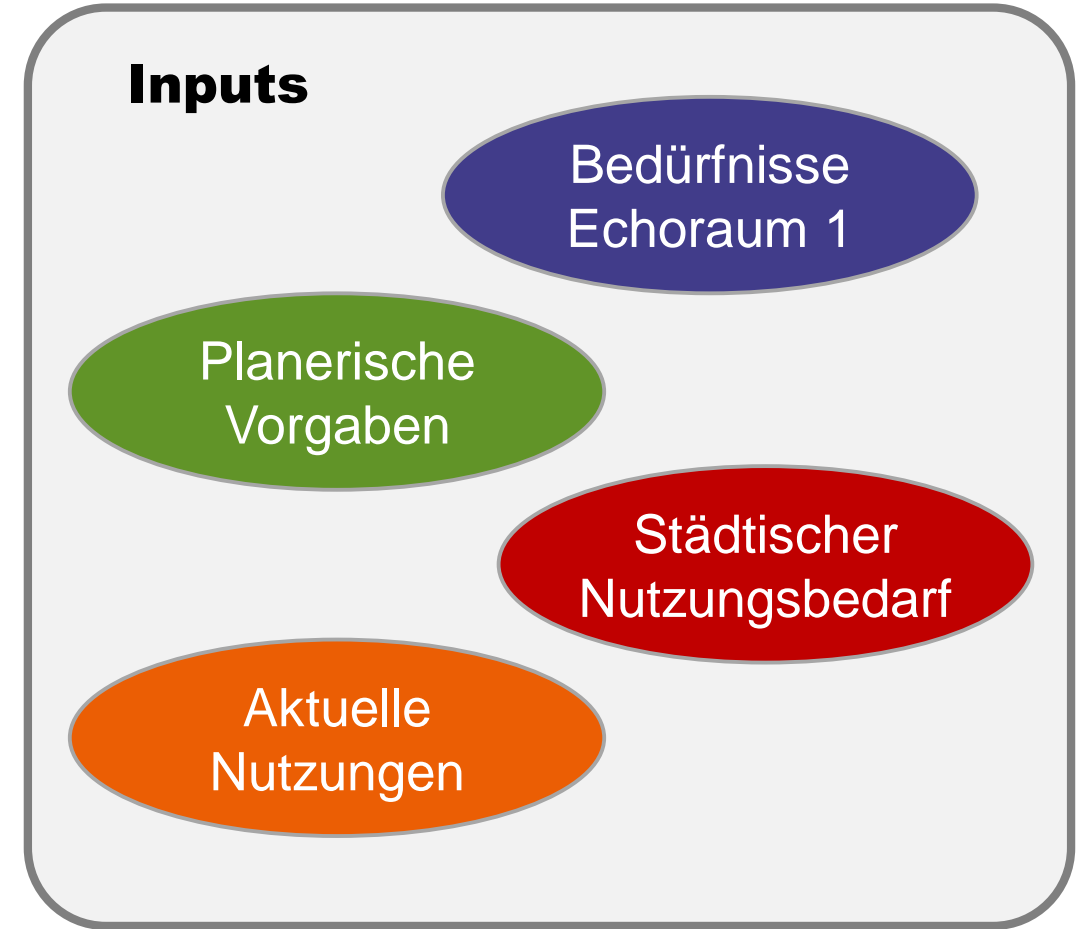 Inputs
Bedürfnisse
Echoraum 1
Planerische
Vorgaben
Städtischer
Nutzungsbedarf
Aktuelle
Nutzungen